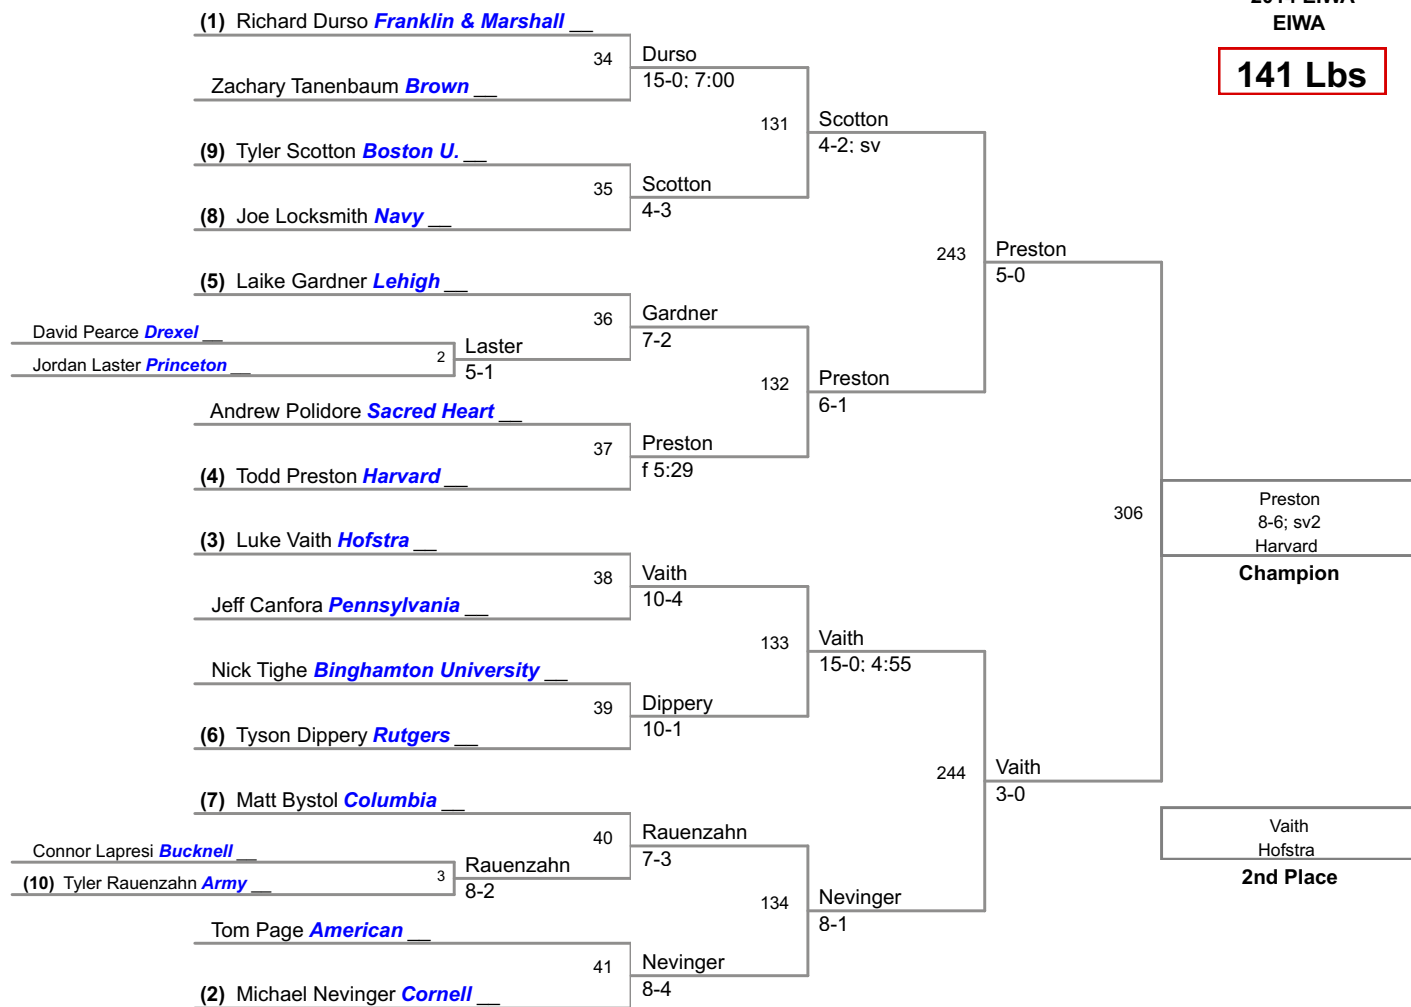 2014 EIWA
EIWA
141 Lbs
(1) Richard Durso Franklin & Marshall __
34
Durso
15-0; 7:00
Zachary Tanenbaum Brown __
131
Scotton
4-2; sv
(9) Tyler Scotton Boston U. __
35
Scotton
4-3
(8) Joe Locksmith Navy __
243
Preston
5-0
(5) Laike Gardner Lehigh __
36
Gardner
7-2
David Pearce Drexel __
2
Laster
5-1
Jordan Laster Princeton __
132
Preston
6-1
Andrew Polidore Sacred Heart __
37
Preston
f 5:29
(4) Todd Preston Harvard __
306
Preston
8-6; sv2
Harvard
Champion
(3) Luke Vaith Hofstra __
38
Vaith
10-4
Jeff Canfora Pennsylvania __
133
Vaith
15-0; 4:55
Nick Tighe Binghamton University __
39
Dippery
10-1
(6) Tyson Dippery Rutgers __
244
Vaith
3-0
(7) Matt Bystol Columbia __
40
Rauenzahn
7-3
Connor Lapresi Bucknell __
3
Rauenzahn
8-2
(10) Tyler Rauenzahn Army __
Vaith
Hofstra
2nd Place
134
Nevinger
8-1
Tom Page American __
41
Nevinger
8-4
(2) Michael Nevinger Cornell __